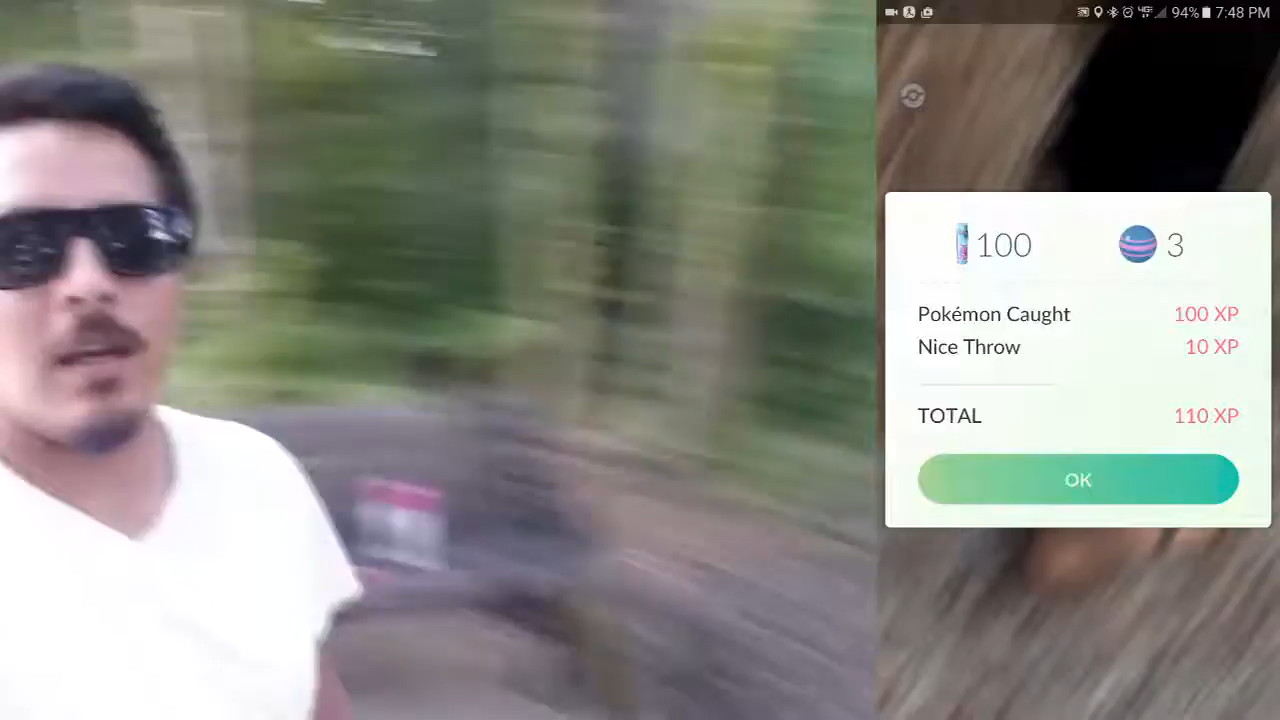 94% 7:48 PM
100 3
Pokémon Caught 100 XP
Nice Throw 10 XP
TOTAL 110 XP
OK